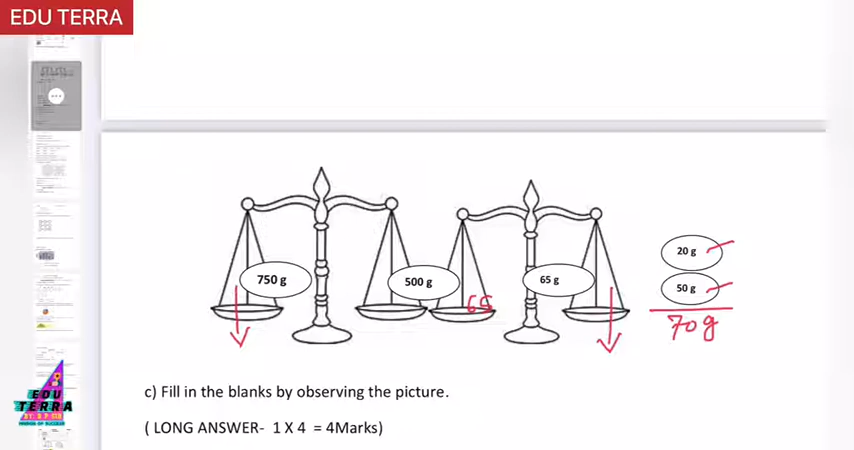 EDU TERRA
750 g
500 g
65 g
20 g
50 g
65
70g
EDU
TERRA
c) Fill in the blanks by observing the picture.
( LONG ANSWER- 1 X 4 = 4Marks)